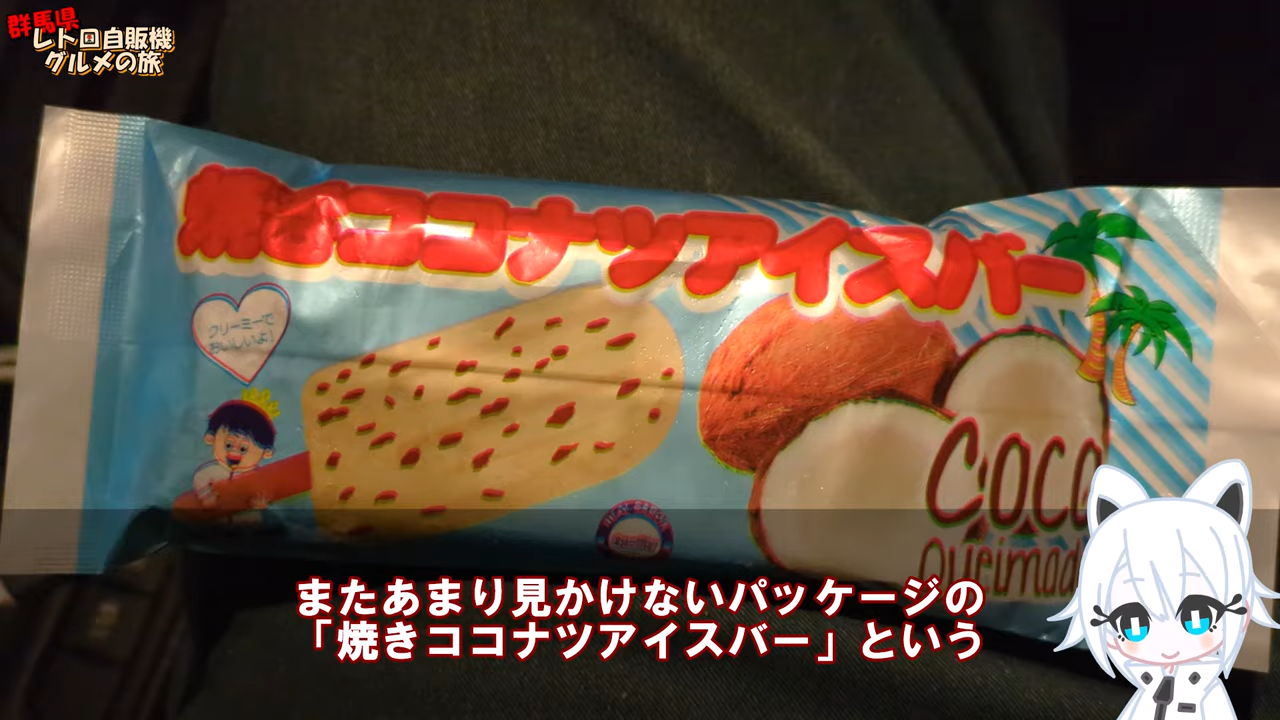 群馬県
レトロ自販機
グルメの旅
焼きココナツアイスバー
クリーミーで
おいしいよ!
COCO
Queimad
またあまり見かけないパッケージの
「焼きココナツアイスバー」という